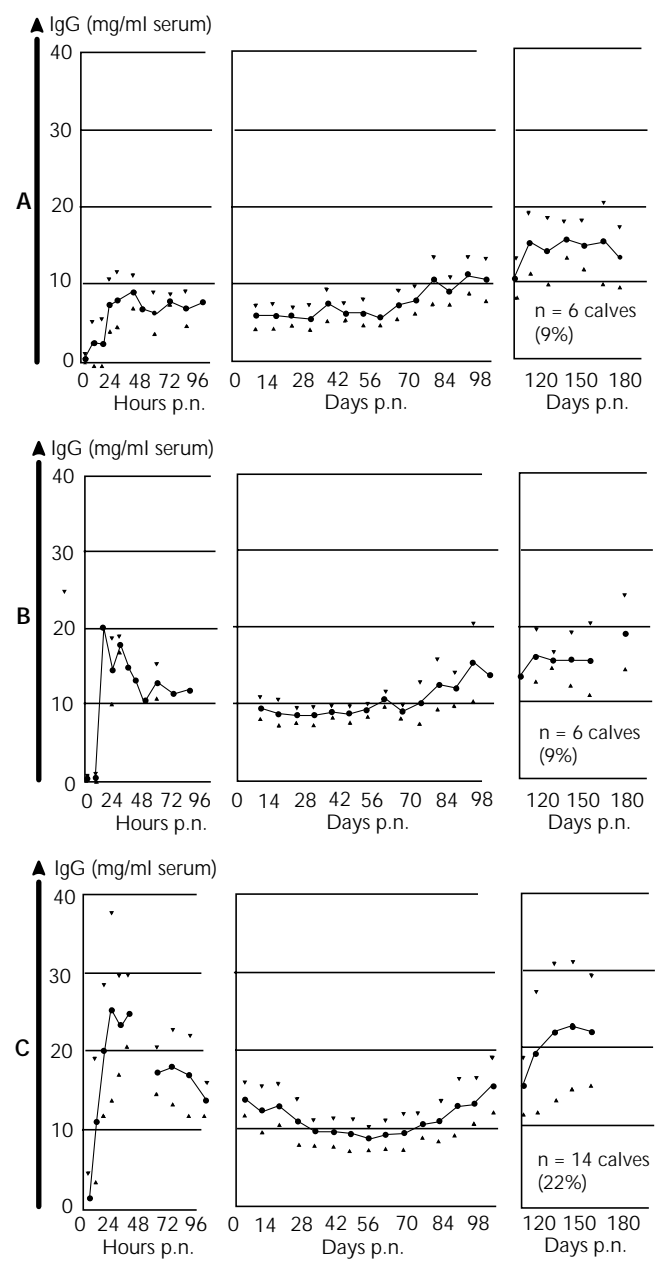 IgG (mg/ml serum)
40
30
A
20
10
0
0 24 48 72 96
Hours p.n.
0 14 28 42 56 70 84 98
Days p.n.
n = 6 calves
(9%)
120 150 180
Days p.n.
IgG (mg/ml serum)
40
30
B
20
10
0
0 24 48 72 96
Hours p.n.
0 14 28 42 56 70 84 98
Days p.n.
n = 6 calves
(9%)
120 150 180
Days p.n.
IgG (mg/ml serum)
40
30
C
20
10
0
0 24 48 72 96
Hours p.n.
0 14 28 42 56 70 84 98
Days p.n.
n = 14 calves
(22%)
120 150 180
Days p.n.